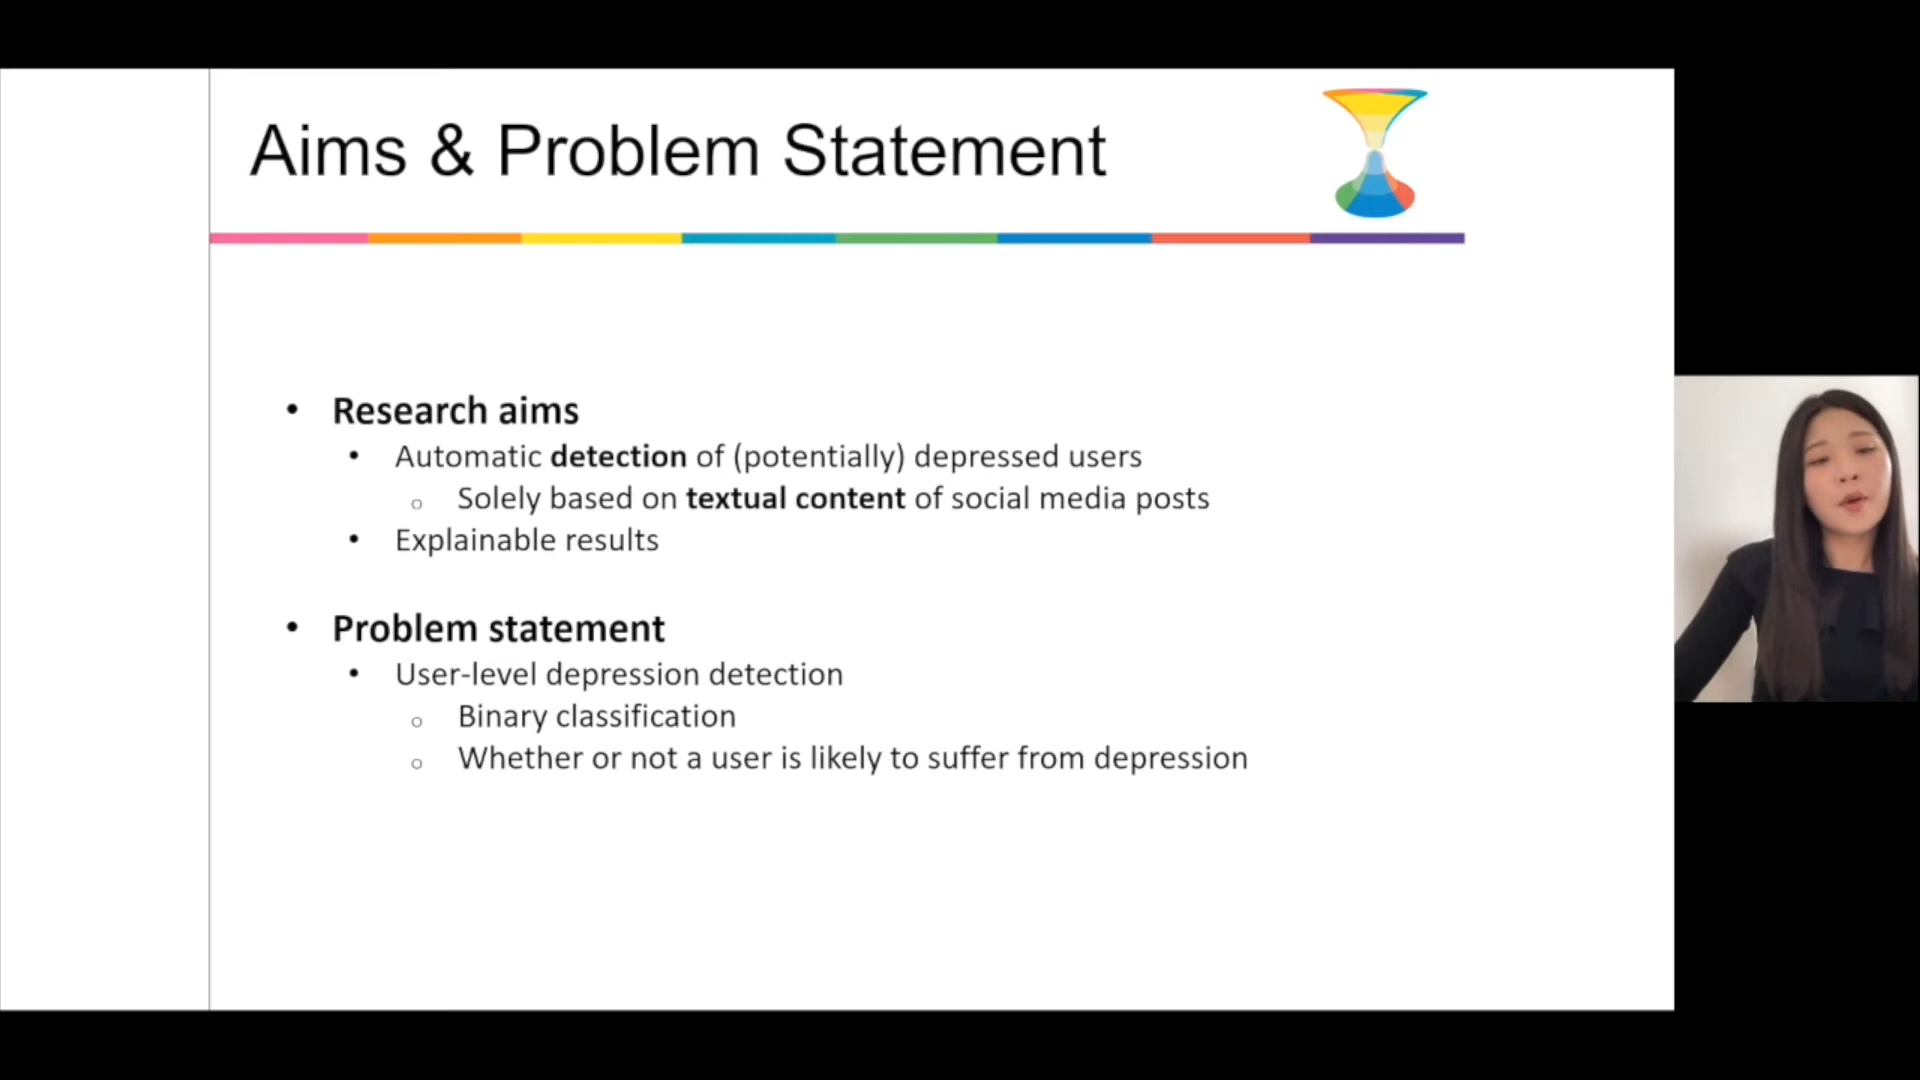 Aims & Problem Statement
• Research aims
• Automatic detection of (potentially) depressed users
o Solely based on textual content of social media posts
• Explainable results
• Problem statement
• User-level depression detection
o Binary classification
o Whether or not a user is likely to suffer from depression